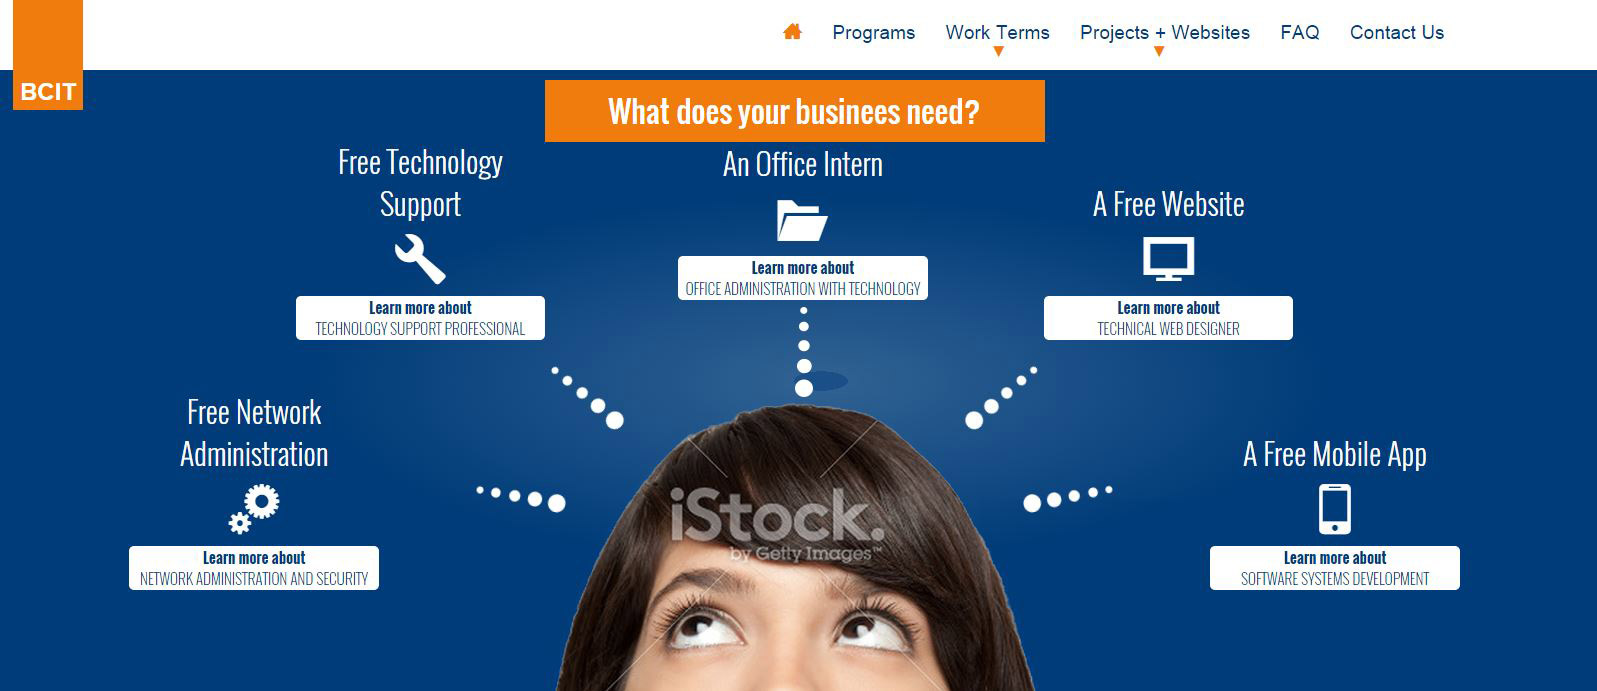 BCIT
Programs
Work Terms
Projects + Websites
FAQ
Contact Us
What does your businees need?
Free Technology
Support
Learn more about
TECHNOLOGY SUPPORT PROFESSIONAL
An Office Intern
Learn more about
OFFICE ADMINISTRATION WITH TECHNOLOGY
A Free Website
Learn more about
TECHNICAL WEB DESIGNER
Free Network
Administration
Learn more about
NETWORK ADMINISTRATION AND SECURITY
A Free Mobile App
Learn more about
SOFTWARE SYSTEMS DEVELOPMENT
iStock.
by Getty Images™